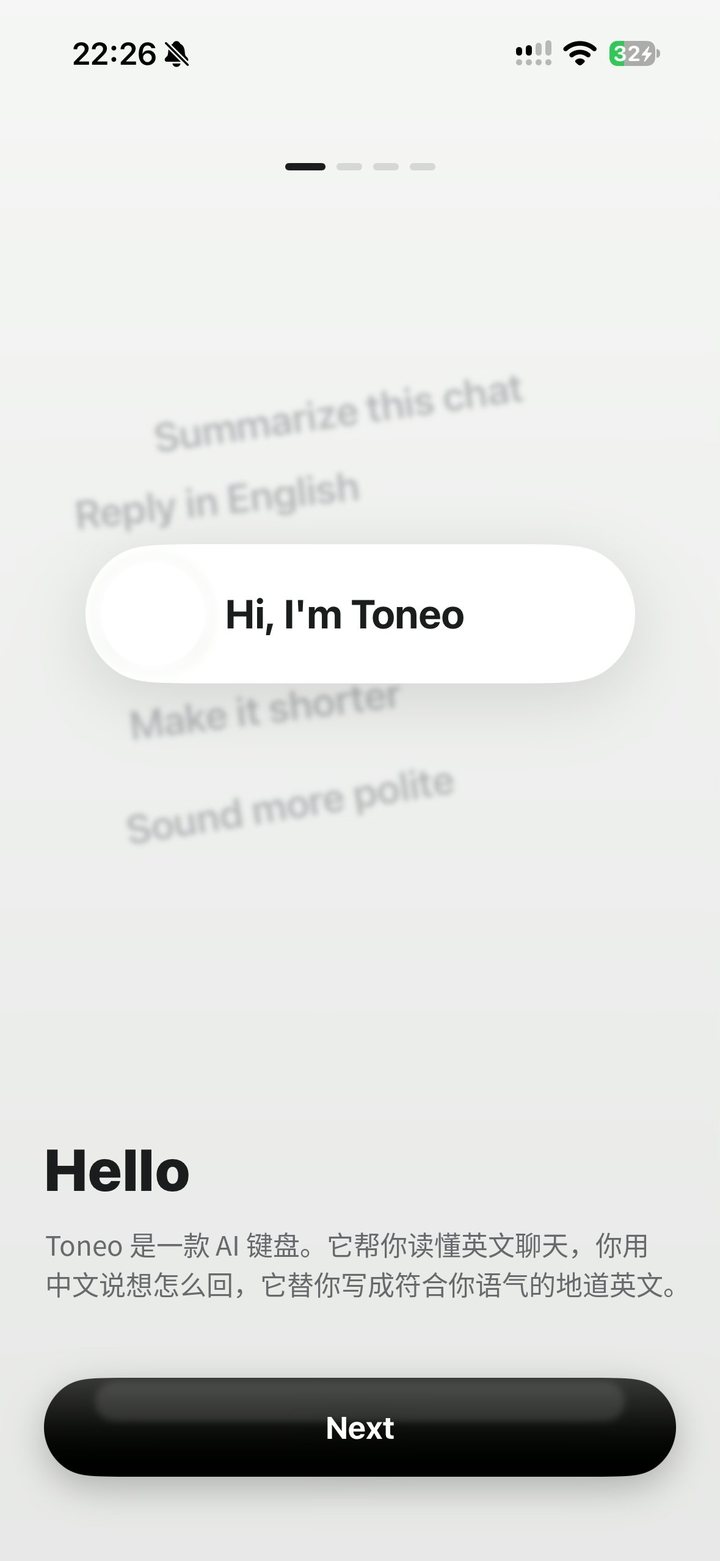 22:26
32
Summarize this chat
Reply in English
Hi, I'm Toneo
Make it shorter
Sound more polite
Hello
Toneo 是一款 AI 键盘。它帮你读懂英文聊天，你用
中文说想怎么回，它替你写成符合你语气的地道英文。
Next